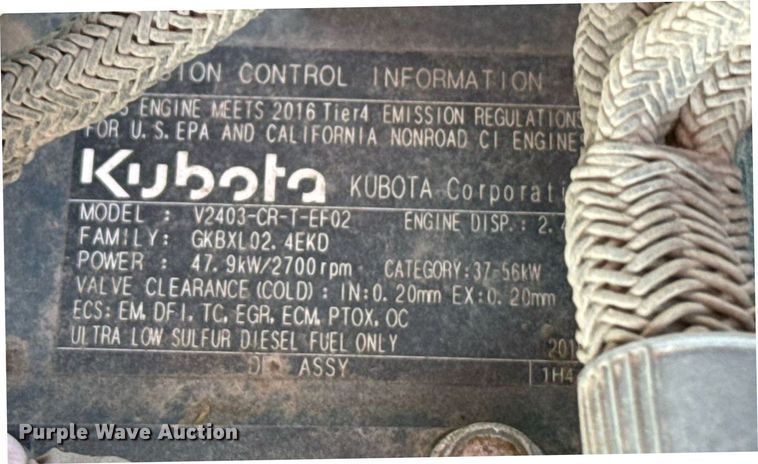 SION CONTROL INFORMATION
ENGINE MEETS 2016 Tier4 EMISSION REGULATIONS
FOR U.S.EPA AND CALIFORNIA NONROAD CI ENGINE
Kubota KUBOTA Corporati
MODEL : V2403-CR-T-EF02 ENGINE DISP.: 2.4
FAMILY: GKBXL02.4EKD
POWER : 47.9kW/2700rpm CATEGORY:37-56kW
VALVE CLEARANCE(COLD): IN:0.20mm EX:0.20mm
ECS: EM, DFI, TC, EGR, ECM, PTOX, OC
ULTRA LOW SULFUR DIESEL FUEL ONLY 201
ASSY 1H4
Purple Wave Auction